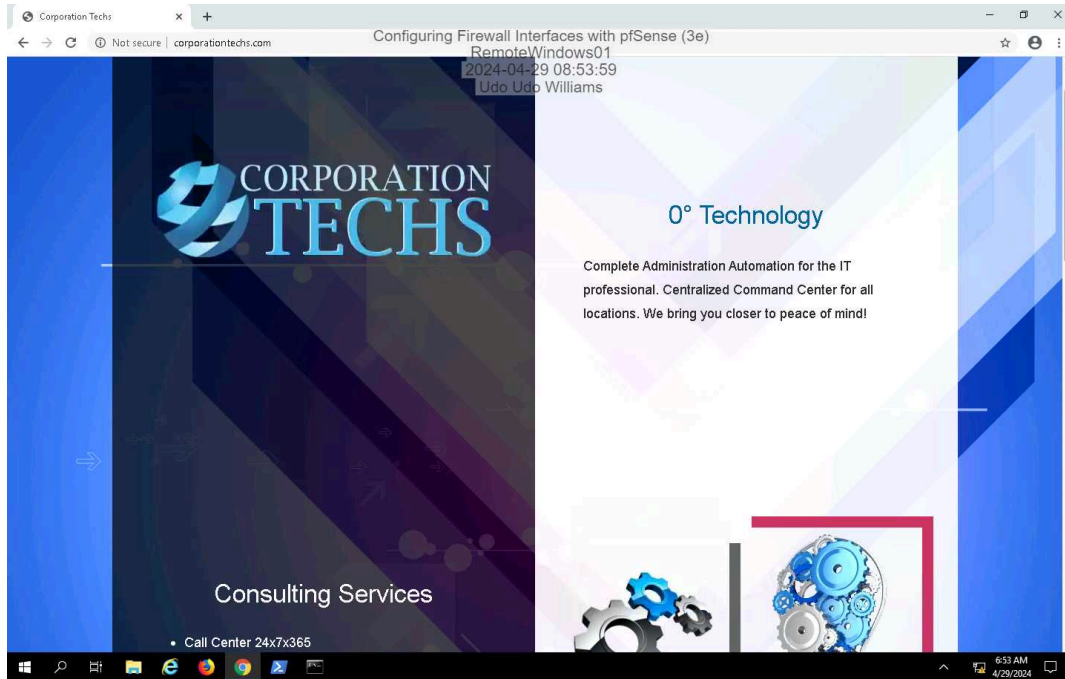 Corporation Techs
Not secure | corporationtechs.com
Configuring Firewall Interfaces with pfSense (3e)
RemoteWindows01
2024-04-29 08:53:59
Udo Udo Williams
CORPORATION
TECHS
0° Technology
Complete Administration Automation for the IT
professional. Centralized Command Center for all
locations. We bring you closer to peace of mind!
Consulting Services
• Call Center 24x7x365
6:53 AM
4/29/2024